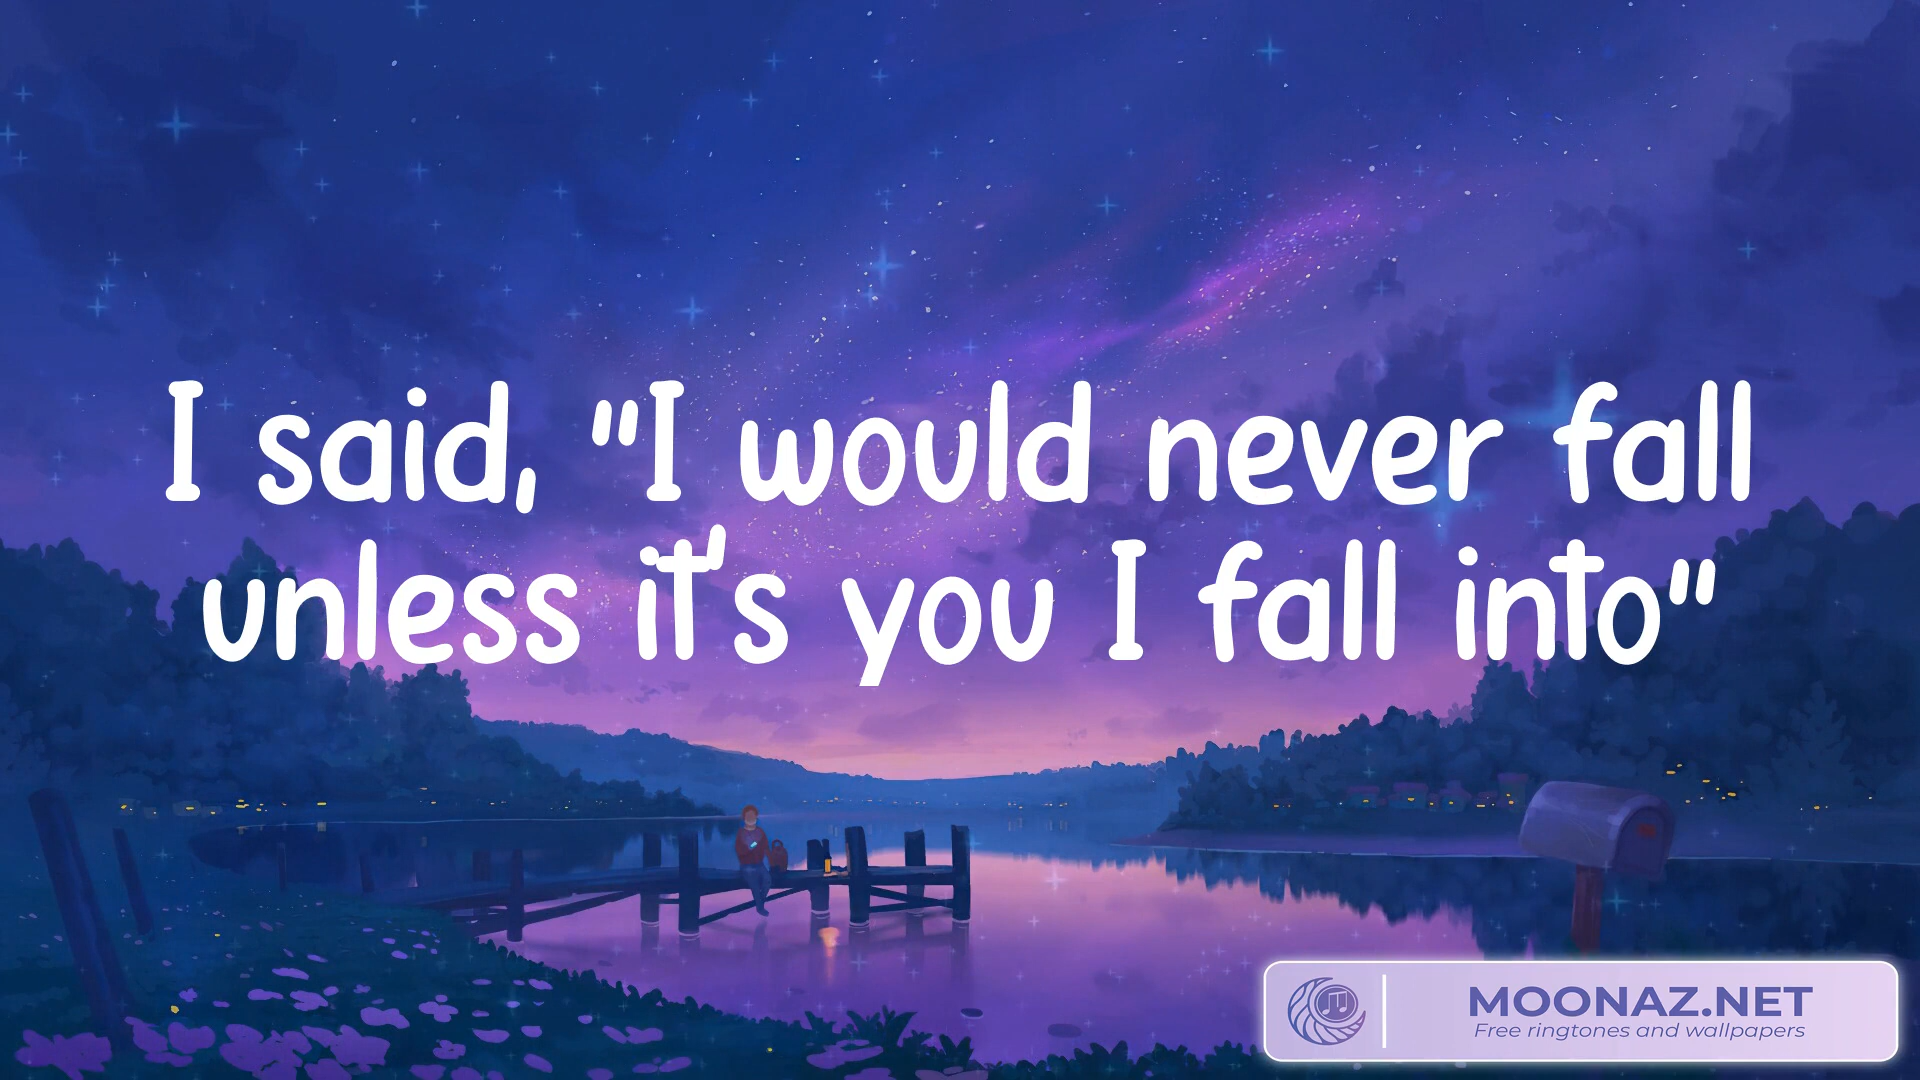 I said, "I would never fall
unless it's you I fall into"
MOONAZ.NET
Free ringtones and wallpapers